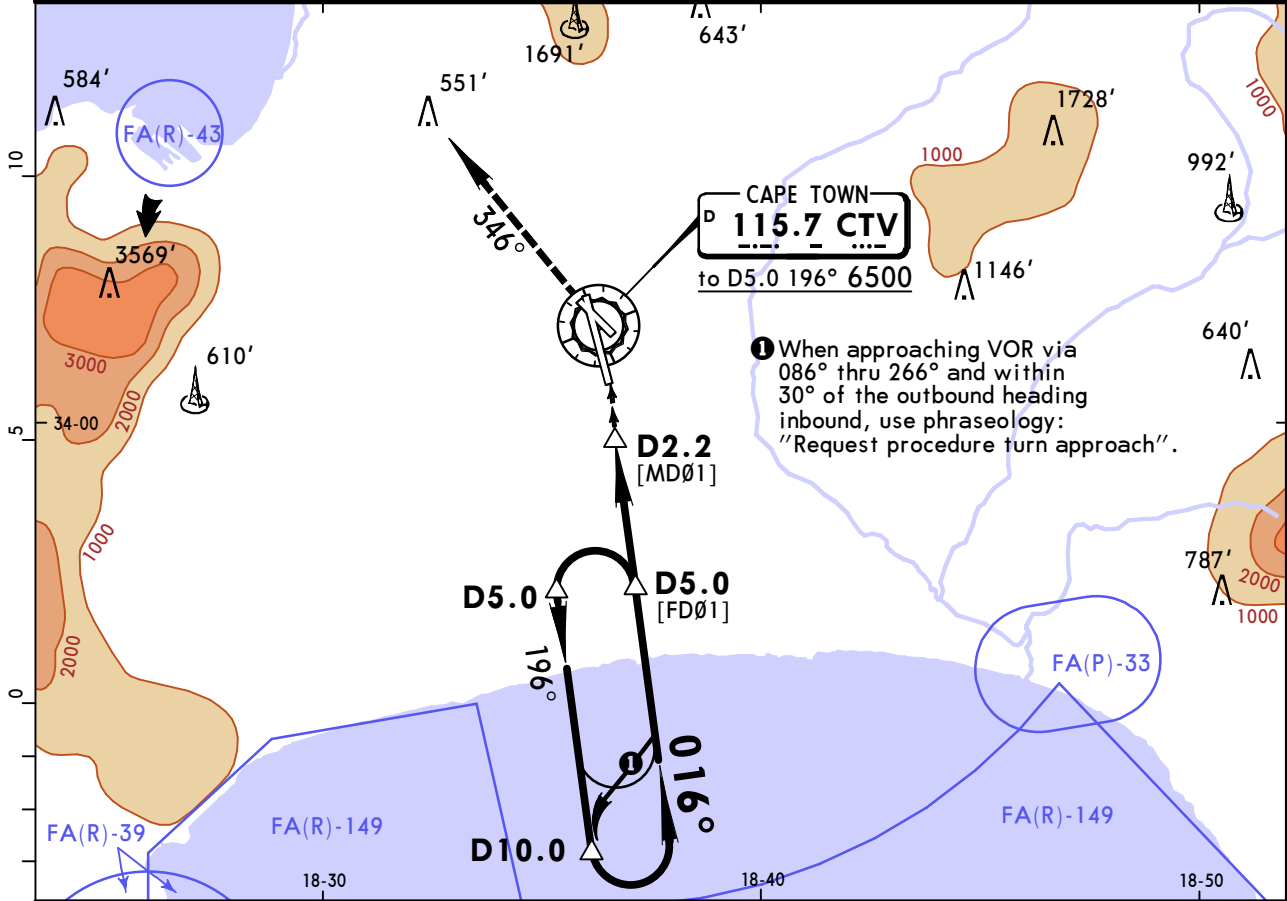 584'
551'
1691'
643'
1728'
1000
FA(R)-43
10
1000
992'
346°
CAPE TOWN
D 115.7 CTV
to D5.0 196° 6500
3569'
1146'
3000
610'
640'
2000
34-00
5
❶ When approaching VOR via
086° thru 266° and within
30° of the outbound heading
inbound, use phraseology:
"Request procedure turn approach".
D2.2
[MDØ1]
1000
787'
2000
1000
D5.0
D5.0
[FDØ1]
2000
196°
FA(P)-33
0
❶
016°
FA(R)-39
FA(R)-149
FA(R)-149
D10.0
18-30
18-40
18-50